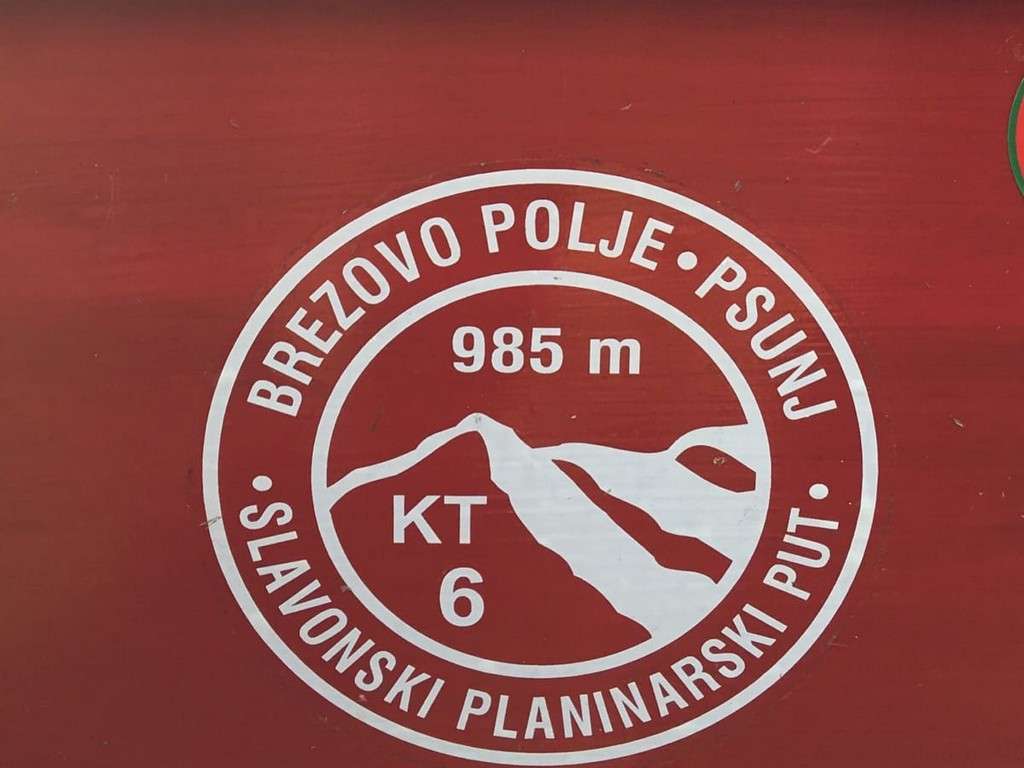 BREZOVO POLJE • PSUNJ
985 m
KT
6
• SLAVONSKI PLANINARSKI PUT •